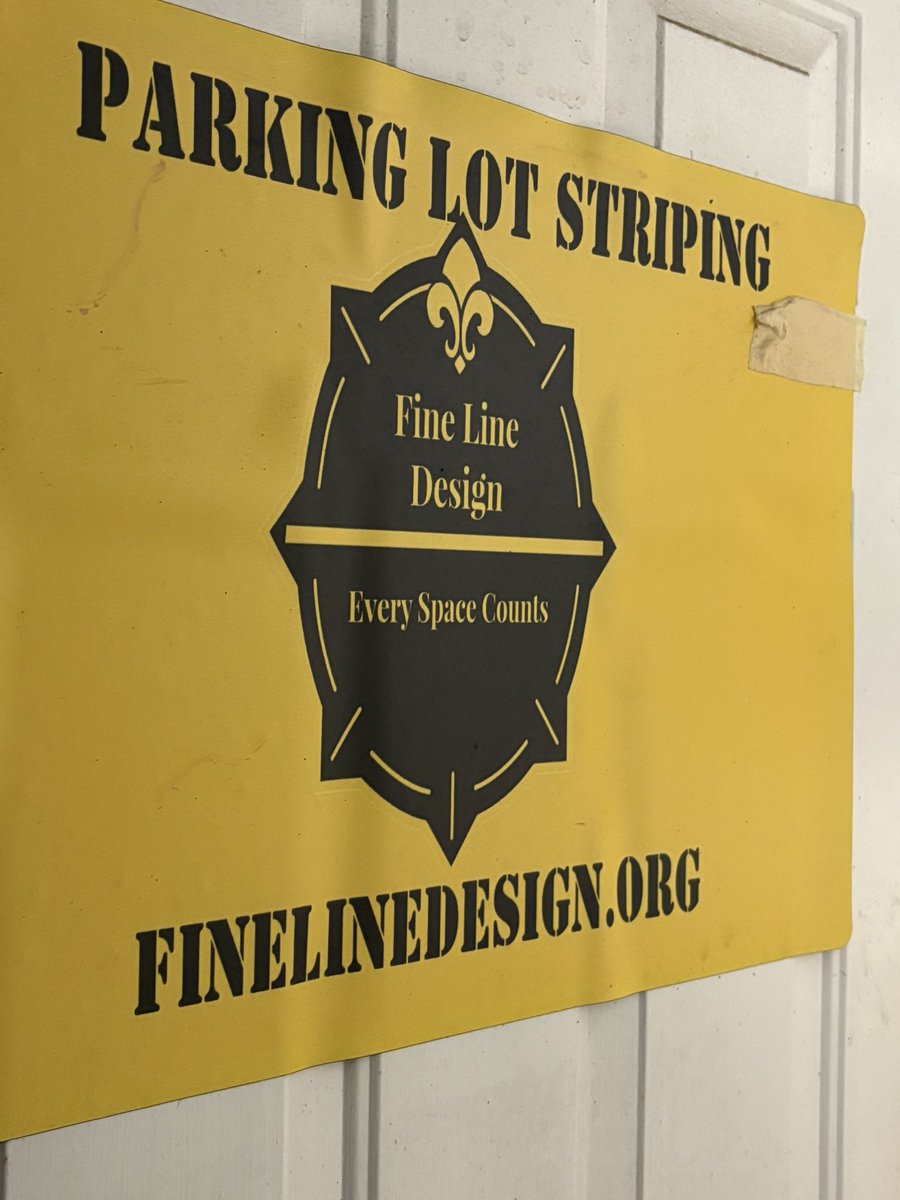 PARKING LOT STRIPING
Fine Line
Design
Every Space Counts
FINELINEDESIGN.ORG